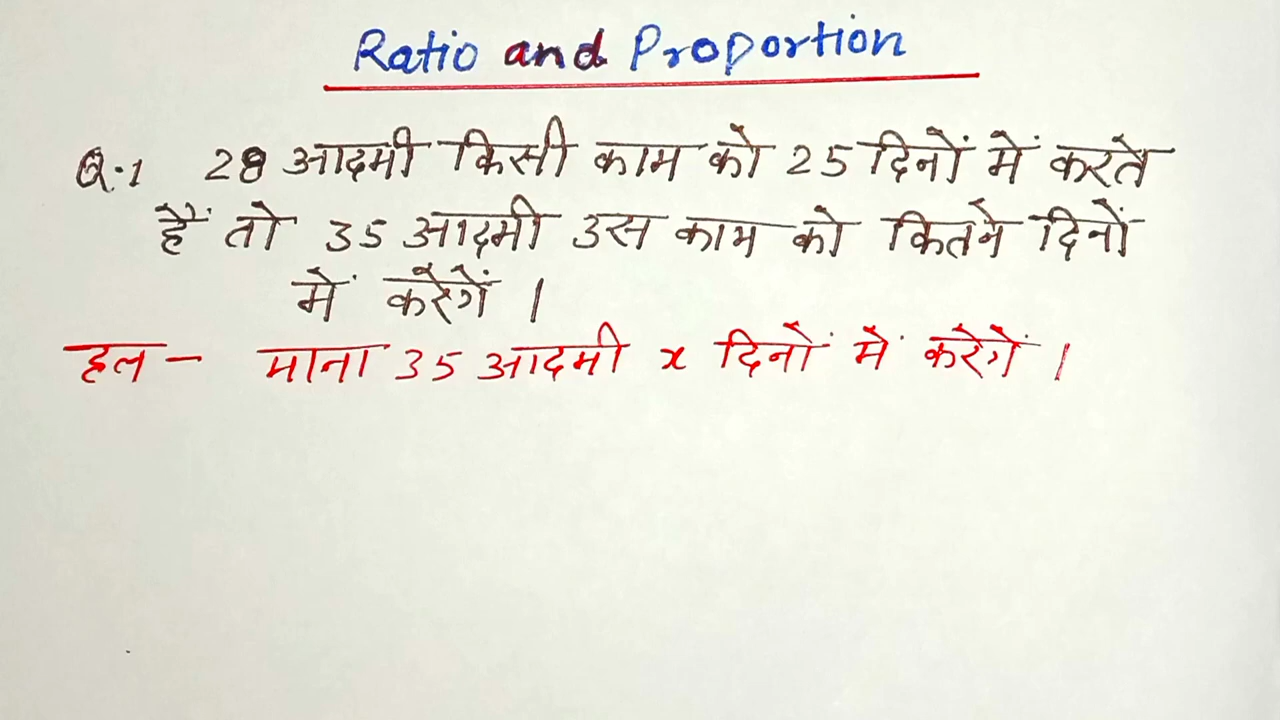 Ratio and Proportion
Q.1 28 आदमी किसी काम को 25 दिनों में करते
हैं तो 35 आदमी उस काम को कितने दिनों
में करेगें ।
हल - माना 35 आदमी x दिनों में करेगें ।